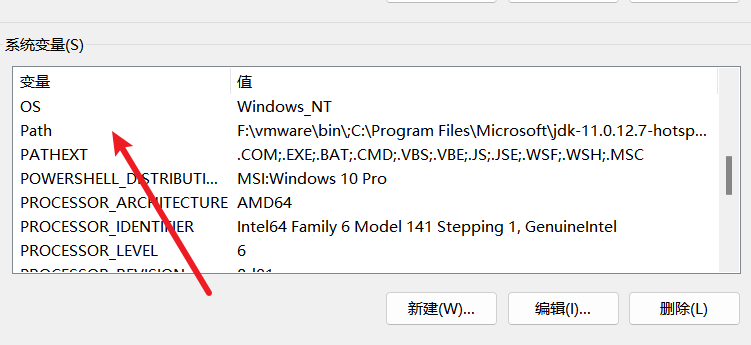 系统变量(S)
变量 值
OS Windows_NT
Path F:\vmware\bin\;C:\Program Files\Microsoft\jdk-11.0.12.7-hotsp...
PATHEXT .COM;.EXE;.BAT;.CMD;.VBS;.VBE;.JS;.JSE;.WSF;.WSH;.MSC
POWERSHELL_DISTRIBUTI... MSI:Windows 10 Pro
PROCESSOR_ARCHITECTURE AMD64
PROCESSOR_IDENTIFIER Intel64 Family 6 Model 141 Stepping 1, GenuineIntel
PROCESSOR_LEVEL 6
PROCESSOR_REVISION 8d01
新建(W)... 编辑(I)... 删除(L)